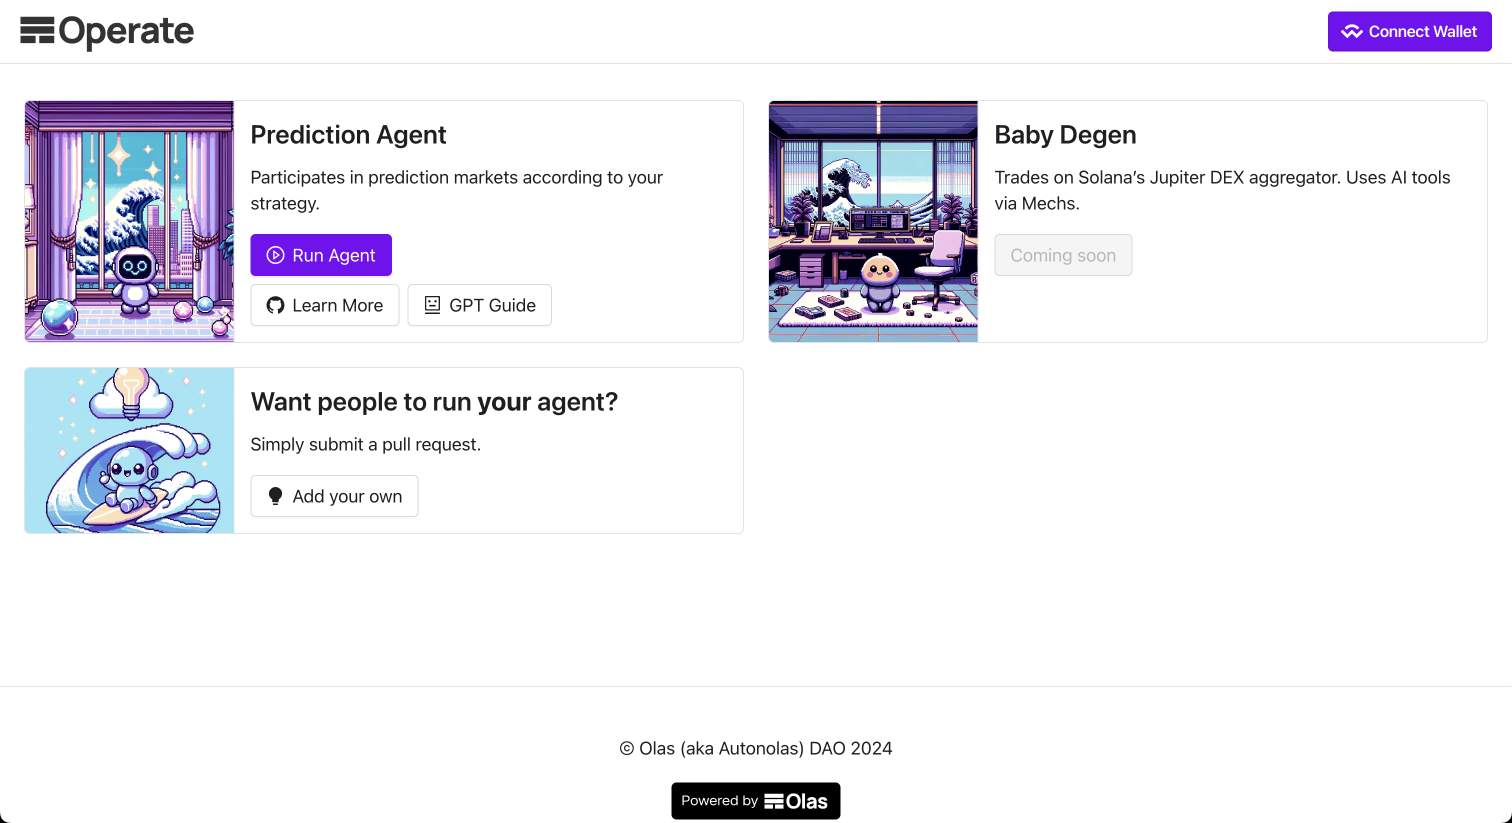 Operate
Connect Wallet
Prediction Agent
Participates in prediction markets according to your
strategy.
Run Agent
Learn More
GPT Guide
Baby Degen
Trades on Solana’s Jupiter DEX aggregator. Uses AI tools
via Mechs.
Coming soon
Want people to run your agent?
Simply submit a pull request.
Add your own
© Olas (aka Autonolas) DAO 2024
Powered by Olas